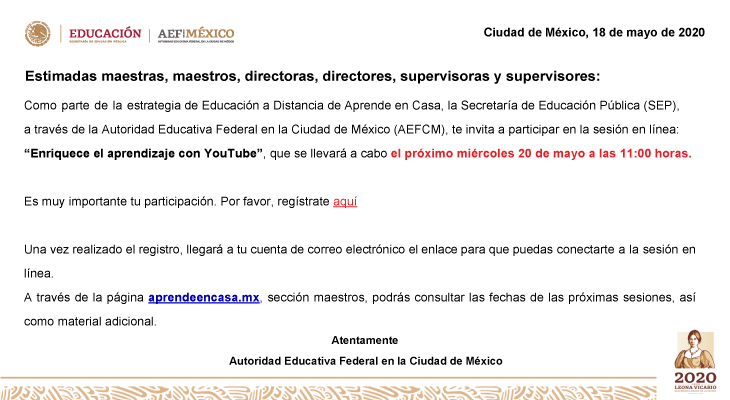 EDUCACIÓN
SECRETARÍA DE EDUCACIÓN PÚBLICA
AEFMÉXICO
AUTORIDAD EDUCATIVA FEDERAL EN LA CIUDAD DE MÉXICO
Ciudad de México, 18 de mayo de 2020
Estimadas maestras, maestros, directoras, directores, supervisoras y supervisores:
Como parte de la estrategia de Educación a Distancia de Aprende en Casa, la Secretaría de Educación Pública (SEP),
a través de la Autoridad Educativa Federal en la Ciudad de México (AEFCM), te invita a participar en la sesión en línea:
“Enriquece el aprendizaje con YouTube”, que se llevará a cabo el próximo miércoles 20 de mayo a las 11:00 horas.
Es muy importante tu participación. Por favor, regístrate aquí
Una vez realizado el registro, llegará a tu cuenta de correo electrónico el enlace para que puedas conectarte a la sesión en
línea.
A través de la página aprendeencasa.mx, sección maestros, podrás consultar las fechas de las próximas sesiones, así
como material adicional.
Atentamente
Autoridad Educativa Federal en la Ciudad de México
2020
LEONA VICARIO